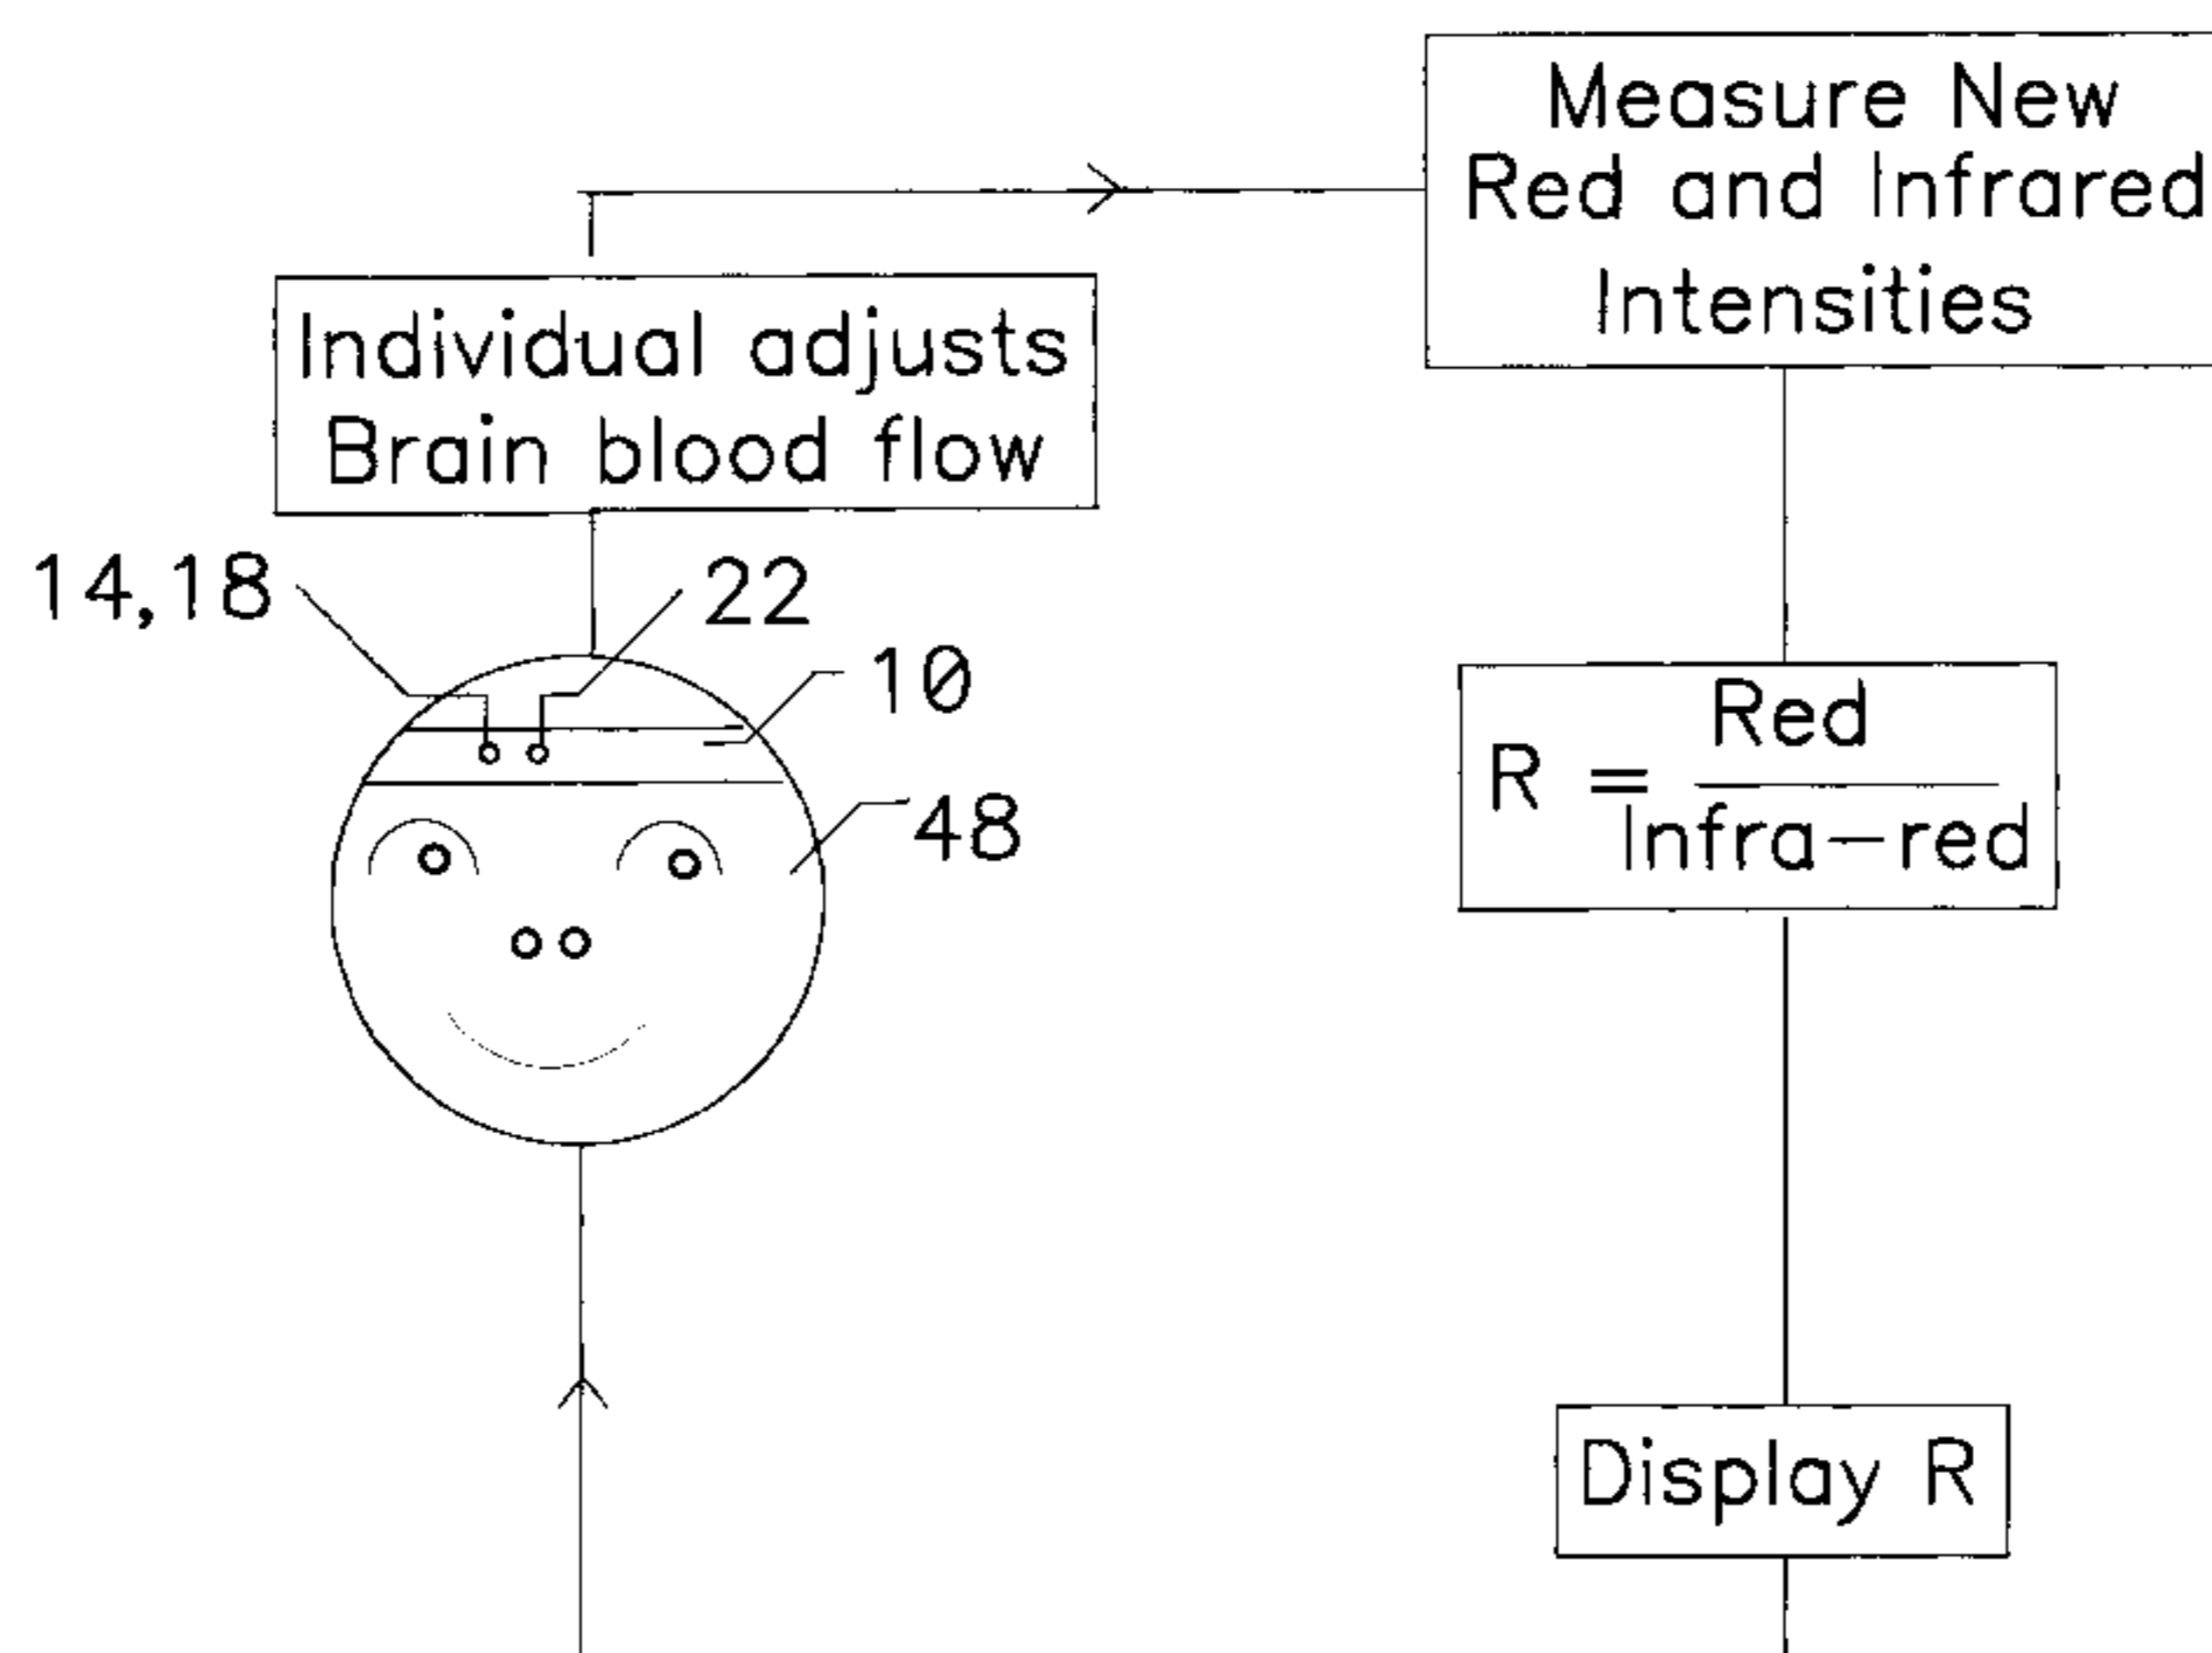 Measure New
Red and Infrared
Intensities
Individual adjusts
Brain blood flow
14,18
22
10
48
R = Red
Infra-red
Display R